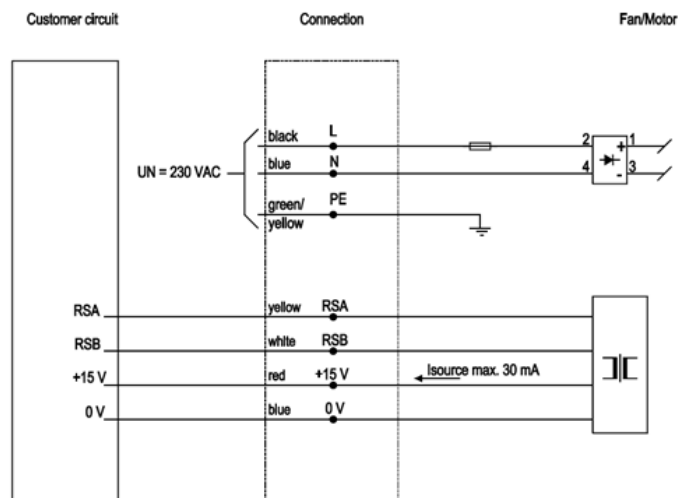 Customer circuit
Connection
Fan/Motor
black
L
2
1
+
blue
N
4
3
-
UN = 230 VAC
green/
yellow
PE
RSA
yellow
RSA
RSB
white
RSB
+15 V
red
+15 V
Isource max. 30 mA
0 V
blue
0 V